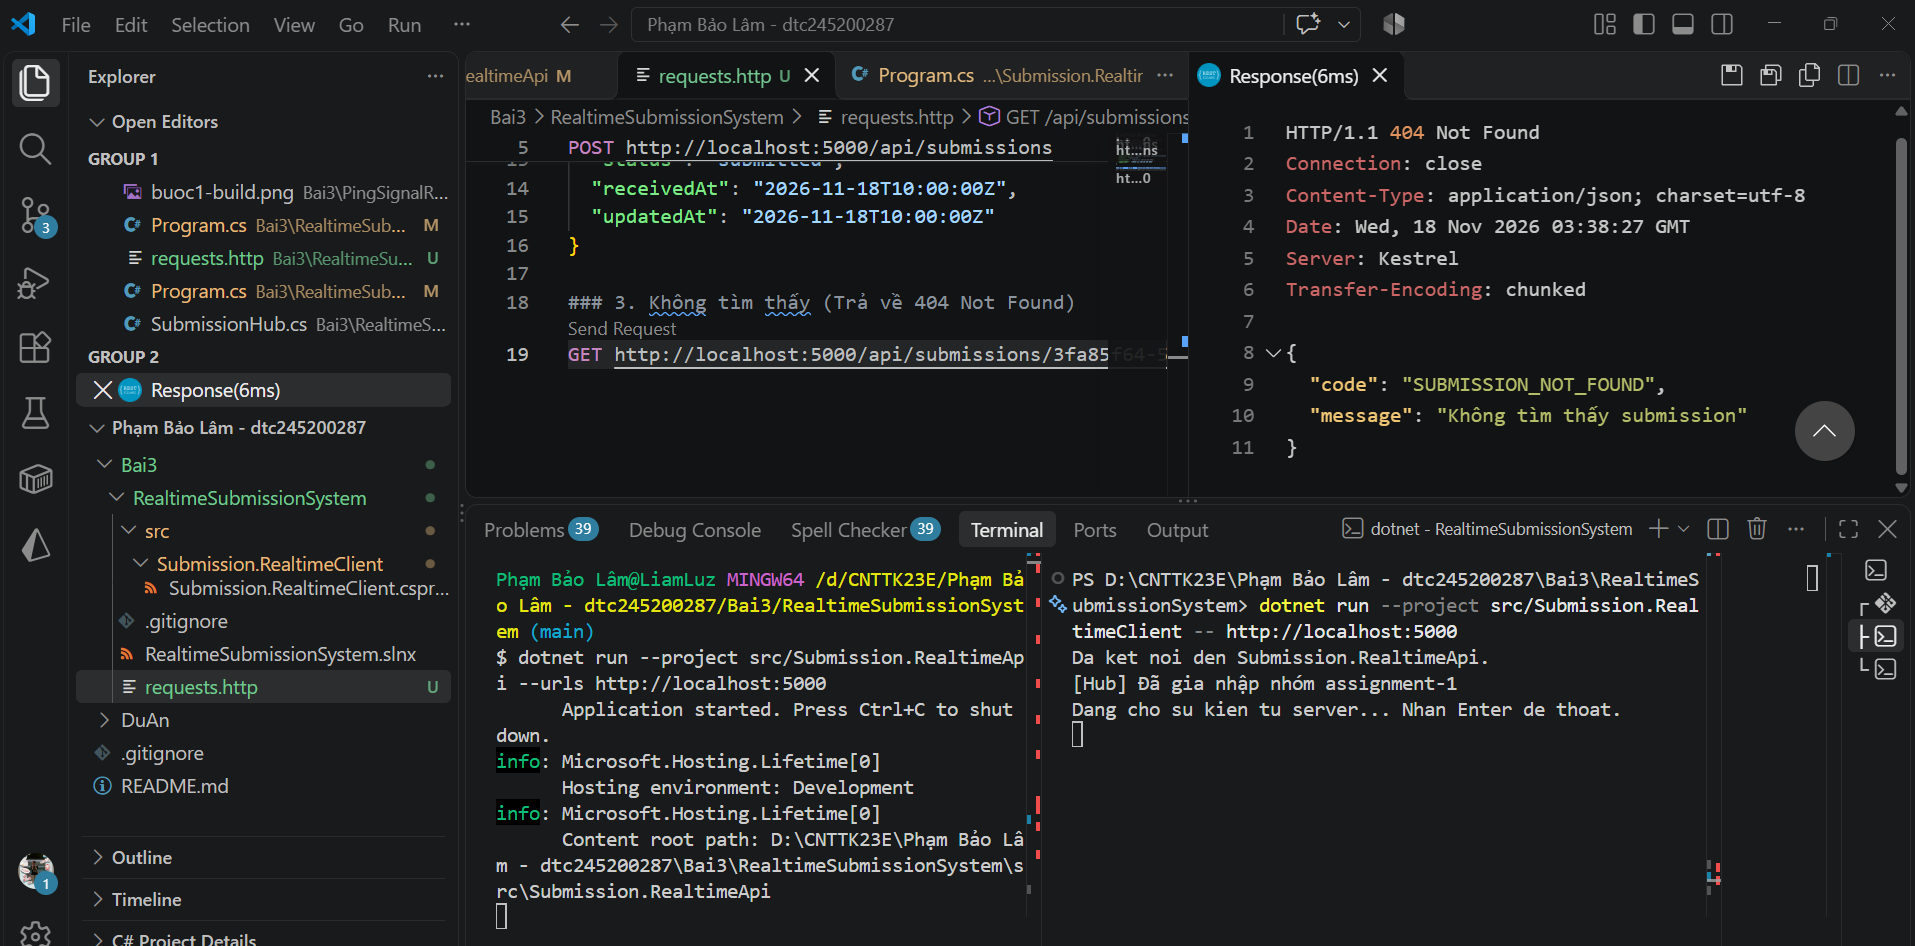 File Edit Selection View Go Run ··· Phạm Bảo Lâm - dtc245200287
Explorer
Open Editors
GROUP 1
buoc1-build.png Bai3\PingSignalR...
Program.cs Bai3\RealtimeSub... M
requests.http Bai3\RealtimeSu... U
Program.cs Bai3\RealtimeSub... M
SubmissionHub.cs Bai3\RealtimeS...
GROUP 2
Response(6ms)
Phạm Bảo Lâm - dtc245200287
Bai3
RealtimeSubmissionSystem
src
Submission.RealtimeClient
Submission.RealtimeClient.cspr...
.gitignore
RealtimeSubmissionSystem.slnx
requests.http U
DuAn
.gitignore
README.md
Outline
Timeline
C# Project Details
3
1
ealtimeApi M
requests.http U
Program.cs ...\Submission.Realtir
Bai3 > RealtimeSubmissionSystem > requests.http > GET /api/submissions
5 POST http://localhost:5000/api/submissions
14 "receivedAt": "2026-11-18T10:00:00Z",
15 "updatedAt": "2026-11-18T10:00:00Z"
16 }
17
18 ### 3. Không tìm thấy (Trả về 404 Not Found)
Send Request
19 GET http://localhost:5000/api/submissions/3fa85f64-5
ht...ns
ht...0
Response(6ms)
1 HTTP/1.1 404 Not Found
2 Connection: close
3 Content-Type: application/json; charset=utf-8
4 Date: Wed, 18 Nov 2026 03:38:27 GMT
5 Server: Kestrel
6 Transfer-Encoding: chunked
7
8 {
9 "code": "SUBMISSION_NOT_FOUND",
10 "message": "Không tìm thấy submission"
11 }
Problems 39 Debug Console Spell Checker 39 Terminal Ports Output
dotnet - RealtimeSubmissionSystem
Phạm Bảo Lâm@LiamLuz MINGW64 /d/CNTTK23E/Phạm Bả
o Lâm - dtc245200287/Bai3/RealtimeSubmissionSyst
em (main)
$ dotnet run --project src/Submission.RealtimeAp
i --urls http://localhost:5000
Application started. Press Ctrl+C to shut
down.
info: Microsoft.Hosting.Lifetime[0]
Hosting environment: Development
info: Microsoft.Hosting.Lifetime[0]
Content root path: D:\CNTTK23E\Phạm Bảo Lâ
m - dtc245200287\Bai3\RealtimeSubmissionSystem\s
rc\Submission.RealtimeApi
PS D:\CNTTK23E\Phạm Bảo Lâm - dtc245200287\Bai3\RealtimeS
ubmissionSystem> dotnet run --project src/Submission.Real
timeClient -- http://localhost:5000
Da ket noi den Submission.RealtimeApi.
[Hub] Đã gia nhập nhóm assignment-1
Dang cho su kien tu server... Nhan Enter de thoat.